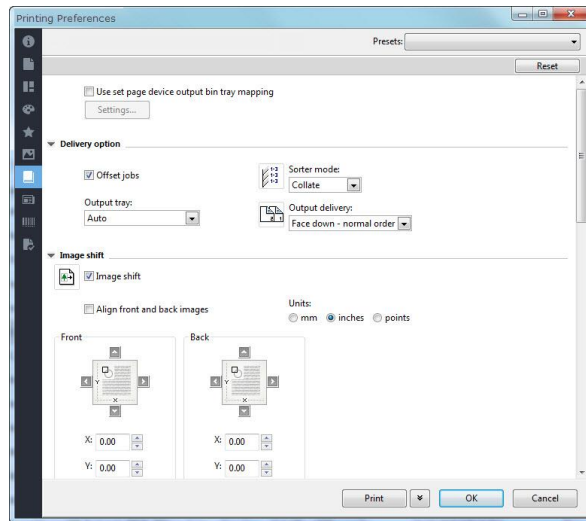 Printing Preferences
Presets:
Reset
Use set page device output bin tray mapping
Settings...
Delivery option
Offset jobs
Sorter mode:
Collate
Output tray:
Auto
Output delivery:
Face down - normal order
Image shift
Image shift
Align front and back images
Units:
mm inches points
Front Back
Y Y
X X
X: 0.00 X: 0.00
Y: 0.00 Y: 0.00
Print OK Cancel